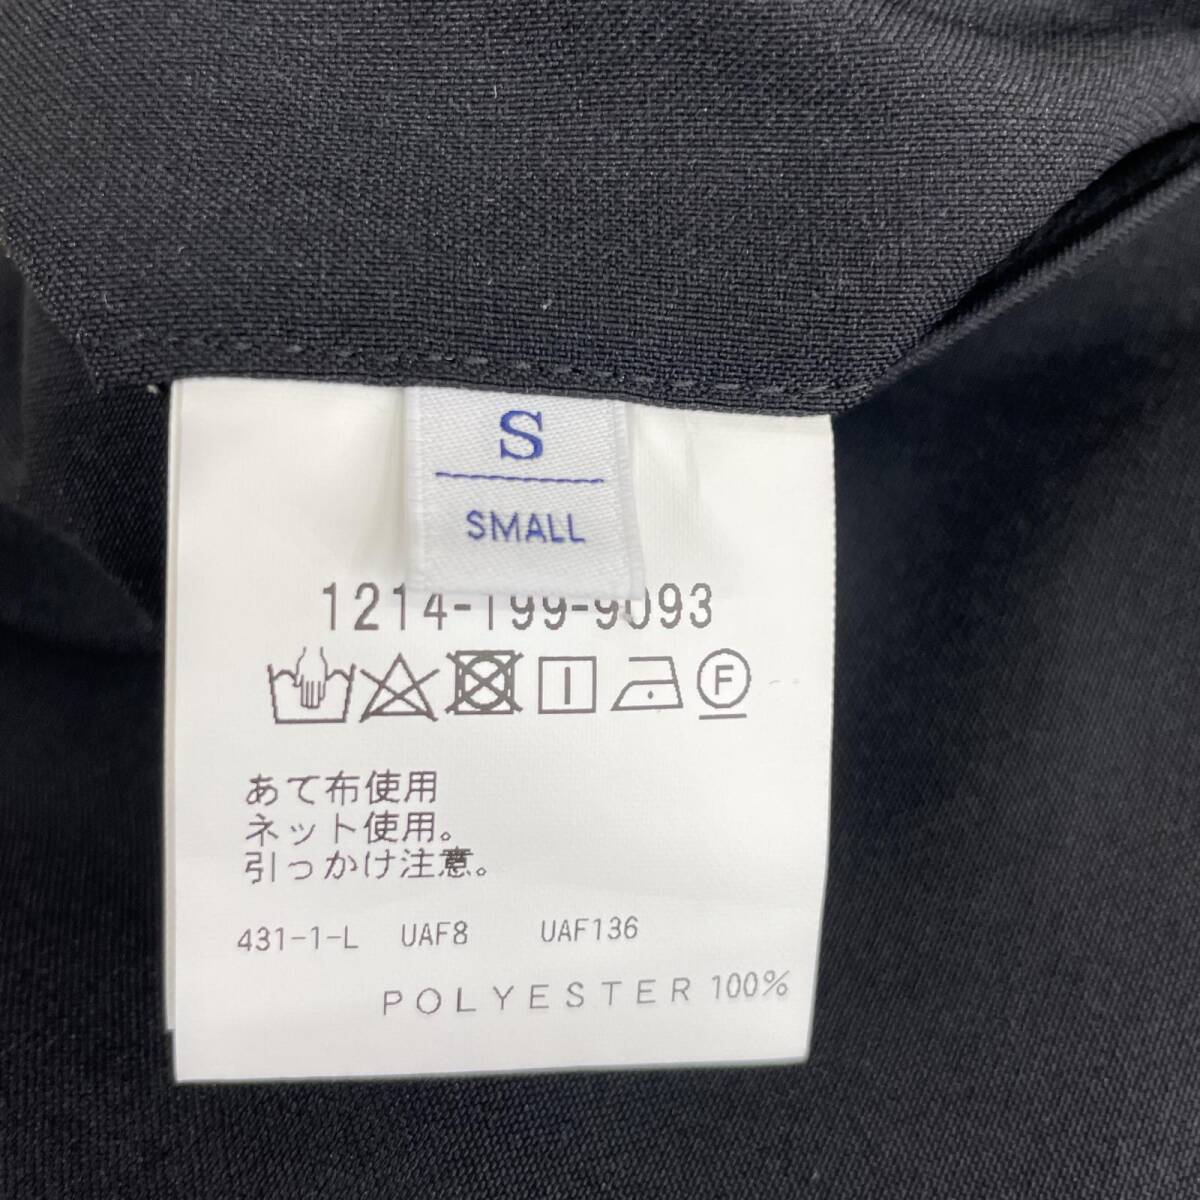 S
SMALL
1214-199-9093
F
あて布使用
ネット使用。
引っかけ注意。
431-1-L UAF8 UAF136
POLYESTER 100%